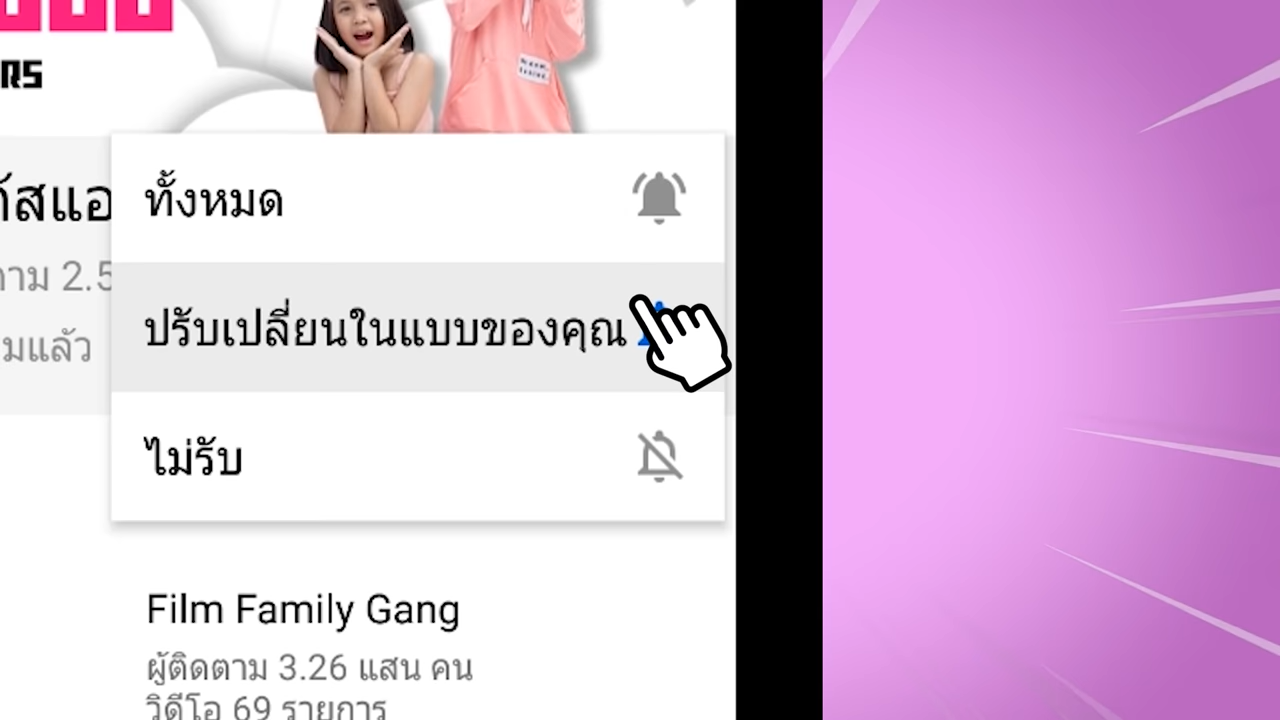 RS
ทั้งหมด
ปรับเปลี่ยนในแบบของคุณ
ไม่รับ
Film Family Gang
ผู้ติดตาม 3.26 แสน คน
วิดีโอ 69 รายการ